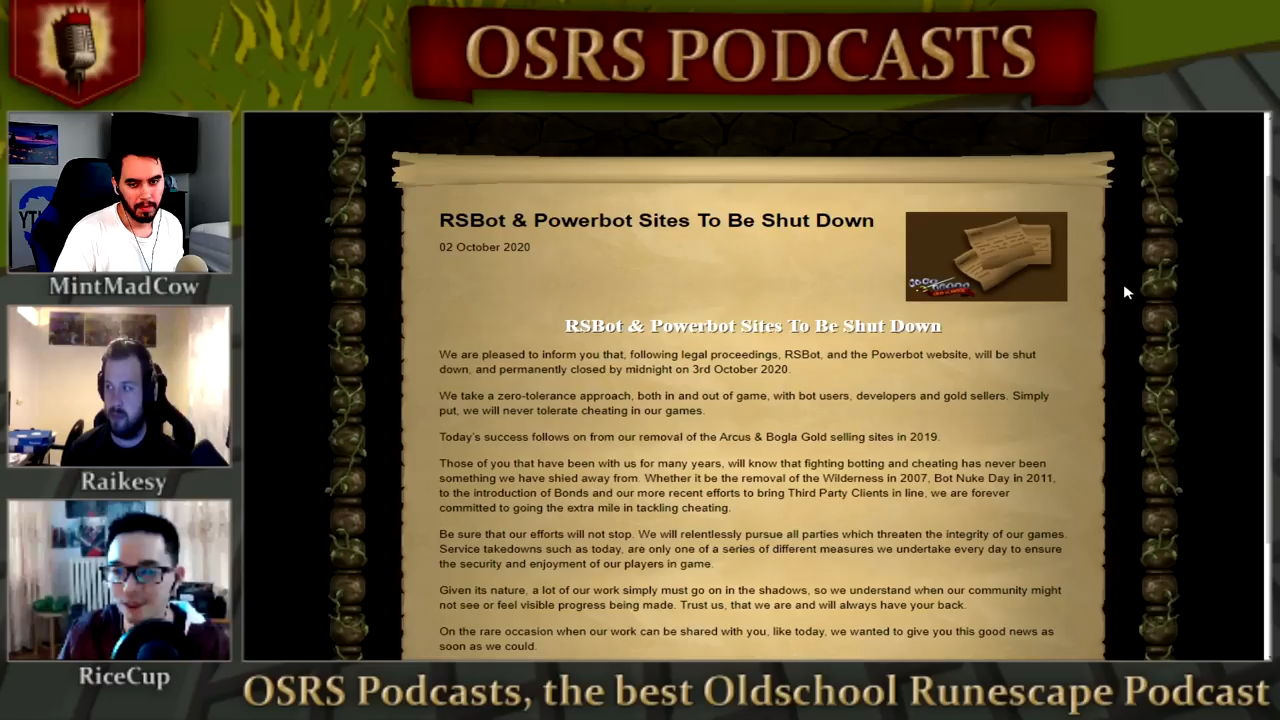 OSRS PODCASTS
MintMadCow
Raikesy
RiceCup
RSBot & Powerbot Sites To Be Shut Down
02 October 2020
RSBot & Powerbot Sites To Be Shut Down
We are pleased to inform you that, following legal proceedings, RSBot, and the Powerbot website, will be shut
down, and permanently closed by midnight on 3rd October 2020.
We take a zero-tolerance approach, both in and out of game, with bot users, developers and gold sellers. Simply
put, we will never tolerate cheating in our games.
Today's success follows on from our removal of the Arcus & Bogla Gold selling sites in 2019.
Those of you that have been with us for many years, will know that fighting botting and cheating has never been
something we have shied away from. Whether it be the removal of the Wilderness in 2007, Bot Nuke Day in 2011,
to the introduction of Bonds and our more recent efforts to bring Third Party Clients in line, we are forever
committed to going the extra mile in tackling cheating.
Be sure that our efforts will not stop. We will relentlessly pursue all parties which threaten the integrity of our games.
Service takedowns such as today, are only one of a series of different measures we undertake every day to ensure
the security and enjoyment of our players in game.
Given its nature, a lot of our work simply must go on in the shadows, so we understand when our community might
not see or feel visible progress being made. Trust us, that we are and will always have your back.
On the rare occasion when our work can be shared with you, like today, we wanted to give you this good news as
soon as we could.
OSRS Podcasts, the best Oldschool Runescape Podcast